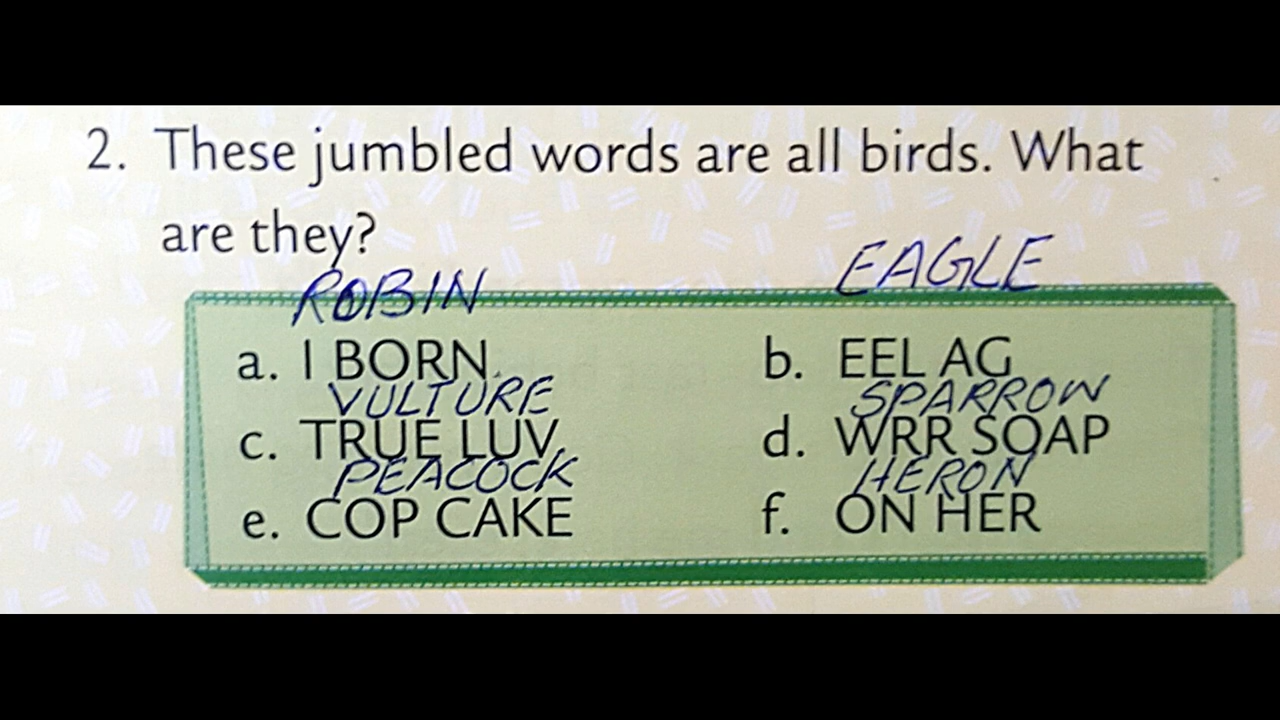 2. These jumbled words are all birds. What
are they?
ROBIN EAGLE
a. I BORN b. EEL AG
VULTURE SPARROW
c. TRUE LUV d. WRR SOAP
PEACOCK HERON
e. COP CAKE f. ON HER